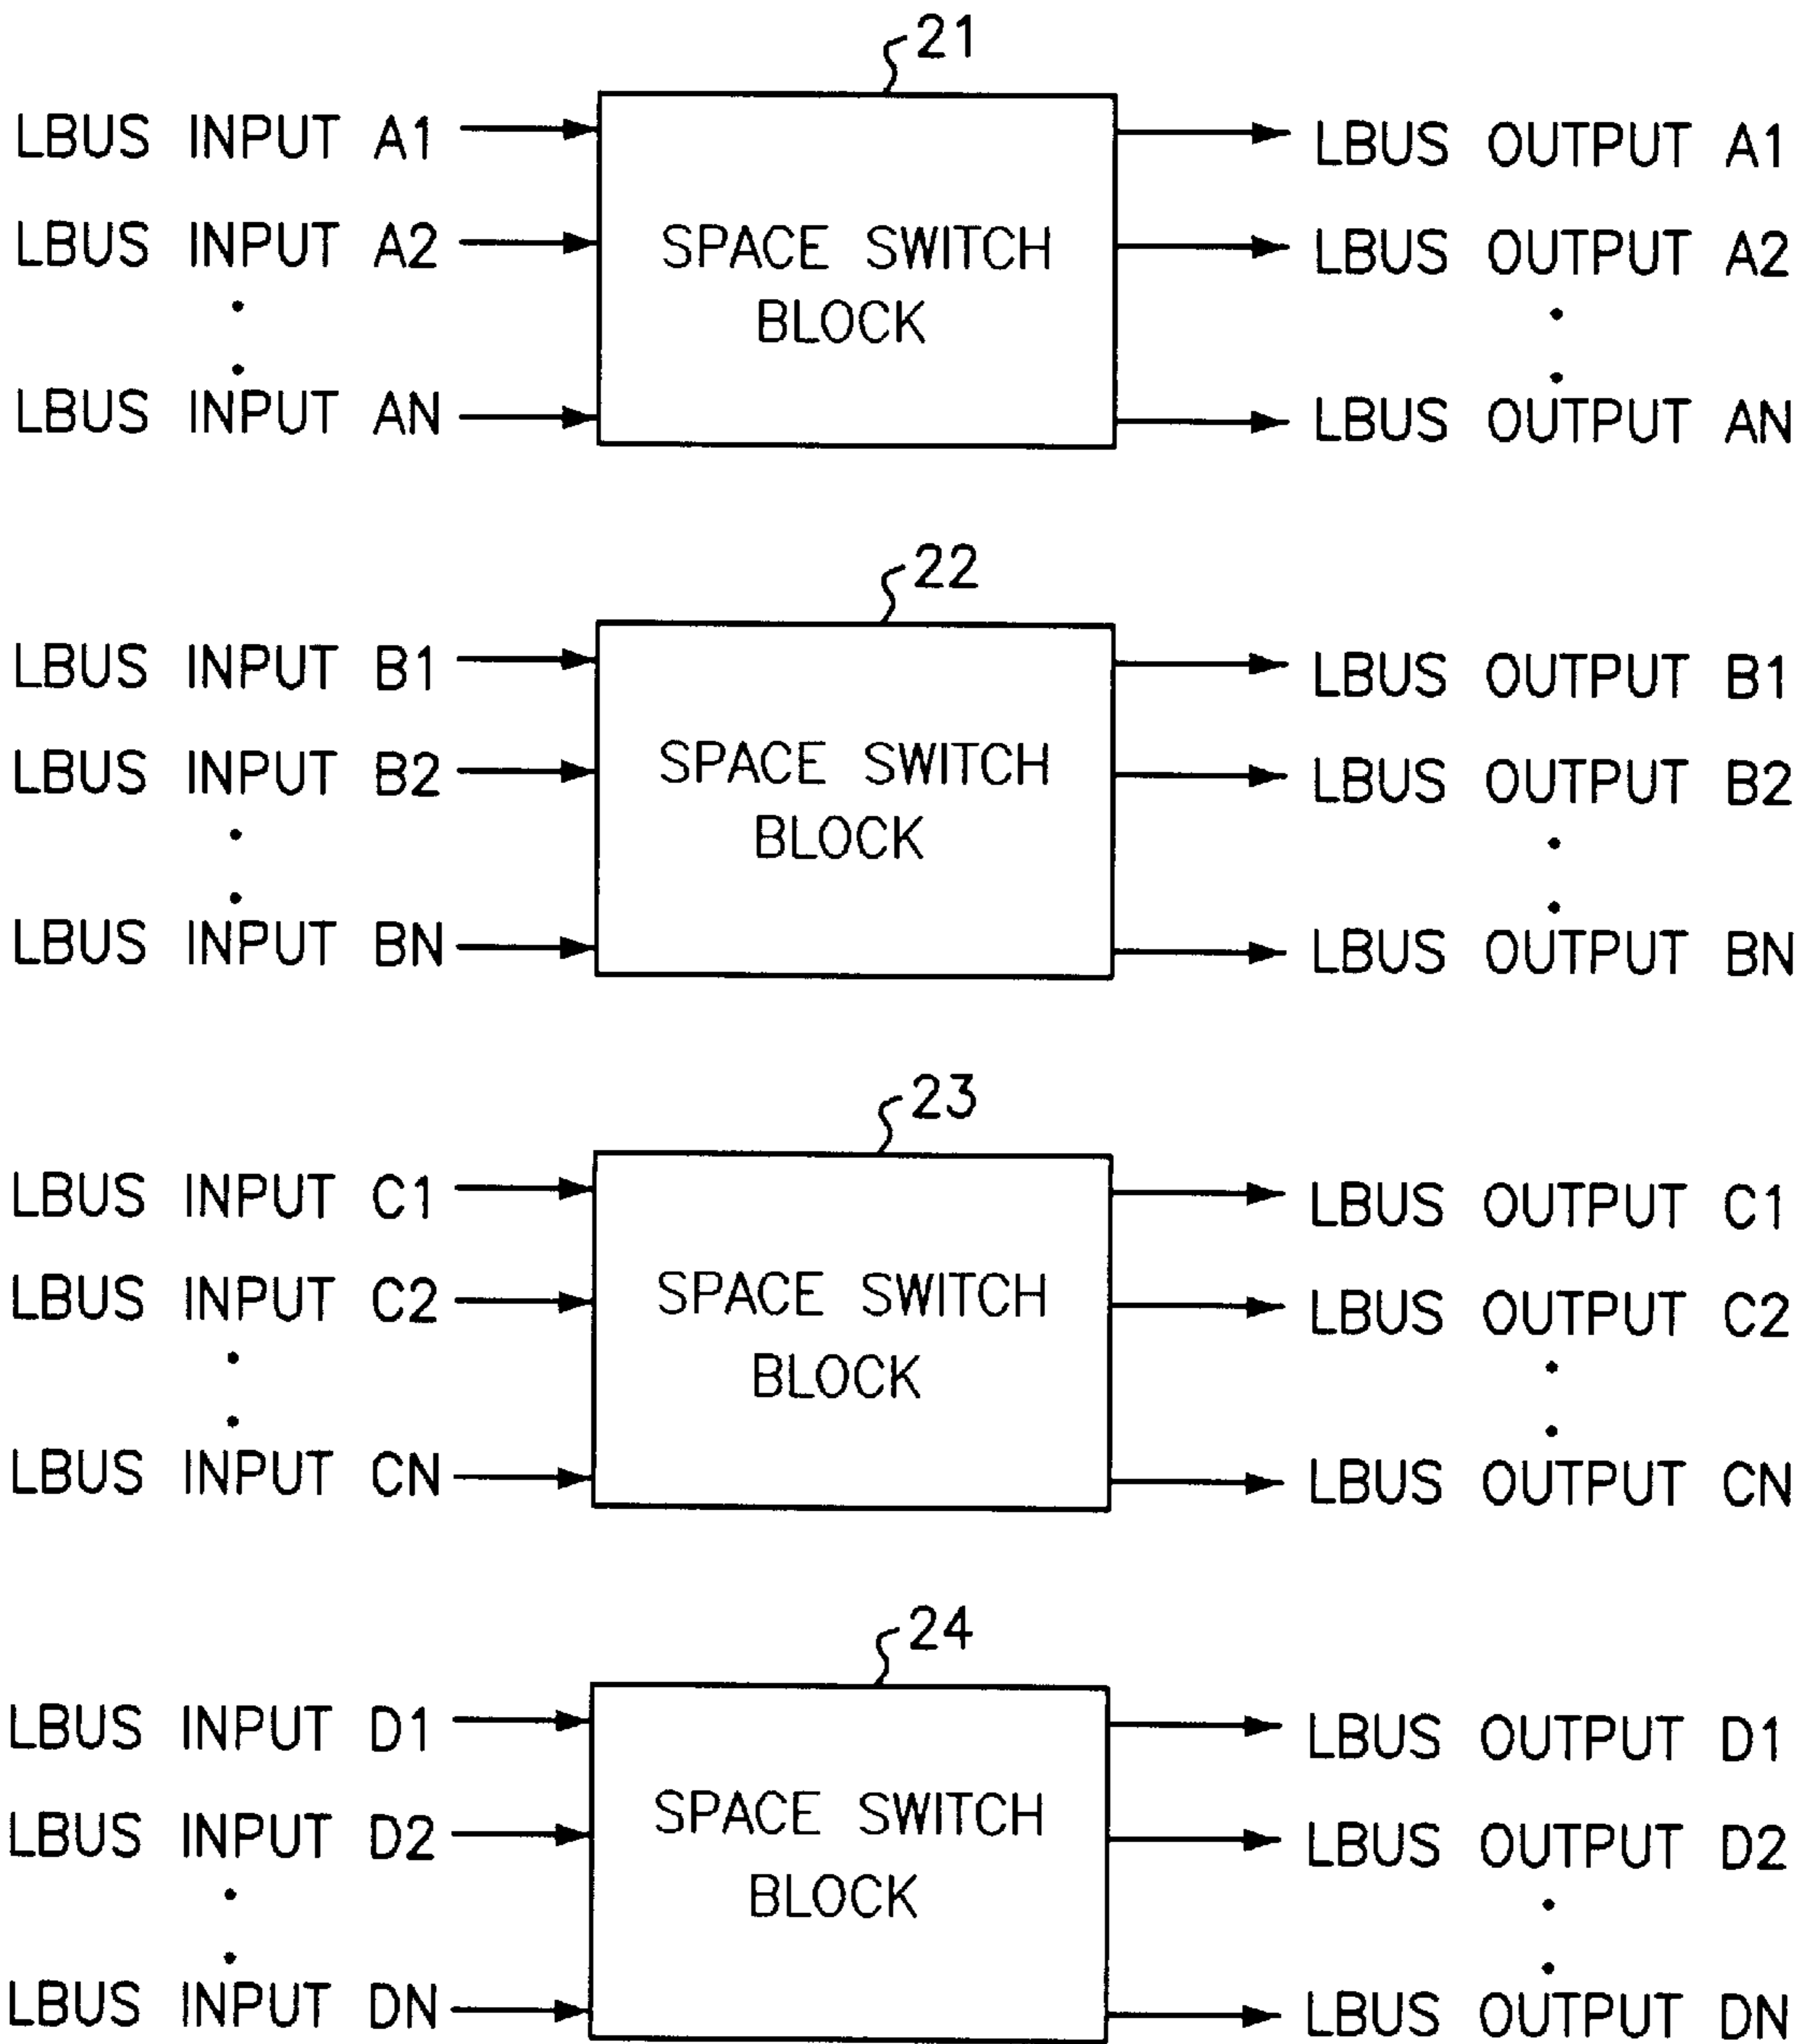 21
LBUS INPUT A1
LBUS INPUT A2
LBUS INPUT AN
SPACE SWITCH
BLOCK
LBUS OUTPUT A1
LBUS OUTPUT A2
LBUS OUTPUT AN
22
LBUS INPUT B1
LBUS INPUT B2
LBUS INPUT BN
SPACE SWITCH
BLOCK
LBUS OUTPUT B1
LBUS OUTPUT B2
LBUS OUTPUT BN
23
LBUS INPUT C1
LBUS INPUT C2
LBUS INPUT CN
SPACE SWITCH
BLOCK
LBUS OUTPUT C1
LBUS OUTPUT C2
LBUS OUTPUT CN
24
LBUS INPUT D1
LBUS INPUT D2
LBUS INPUT DN
SPACE SWITCH
BLOCK
LBUS OUTPUT D1
LBUS OUTPUT D2
LBUS OUTPUT DN